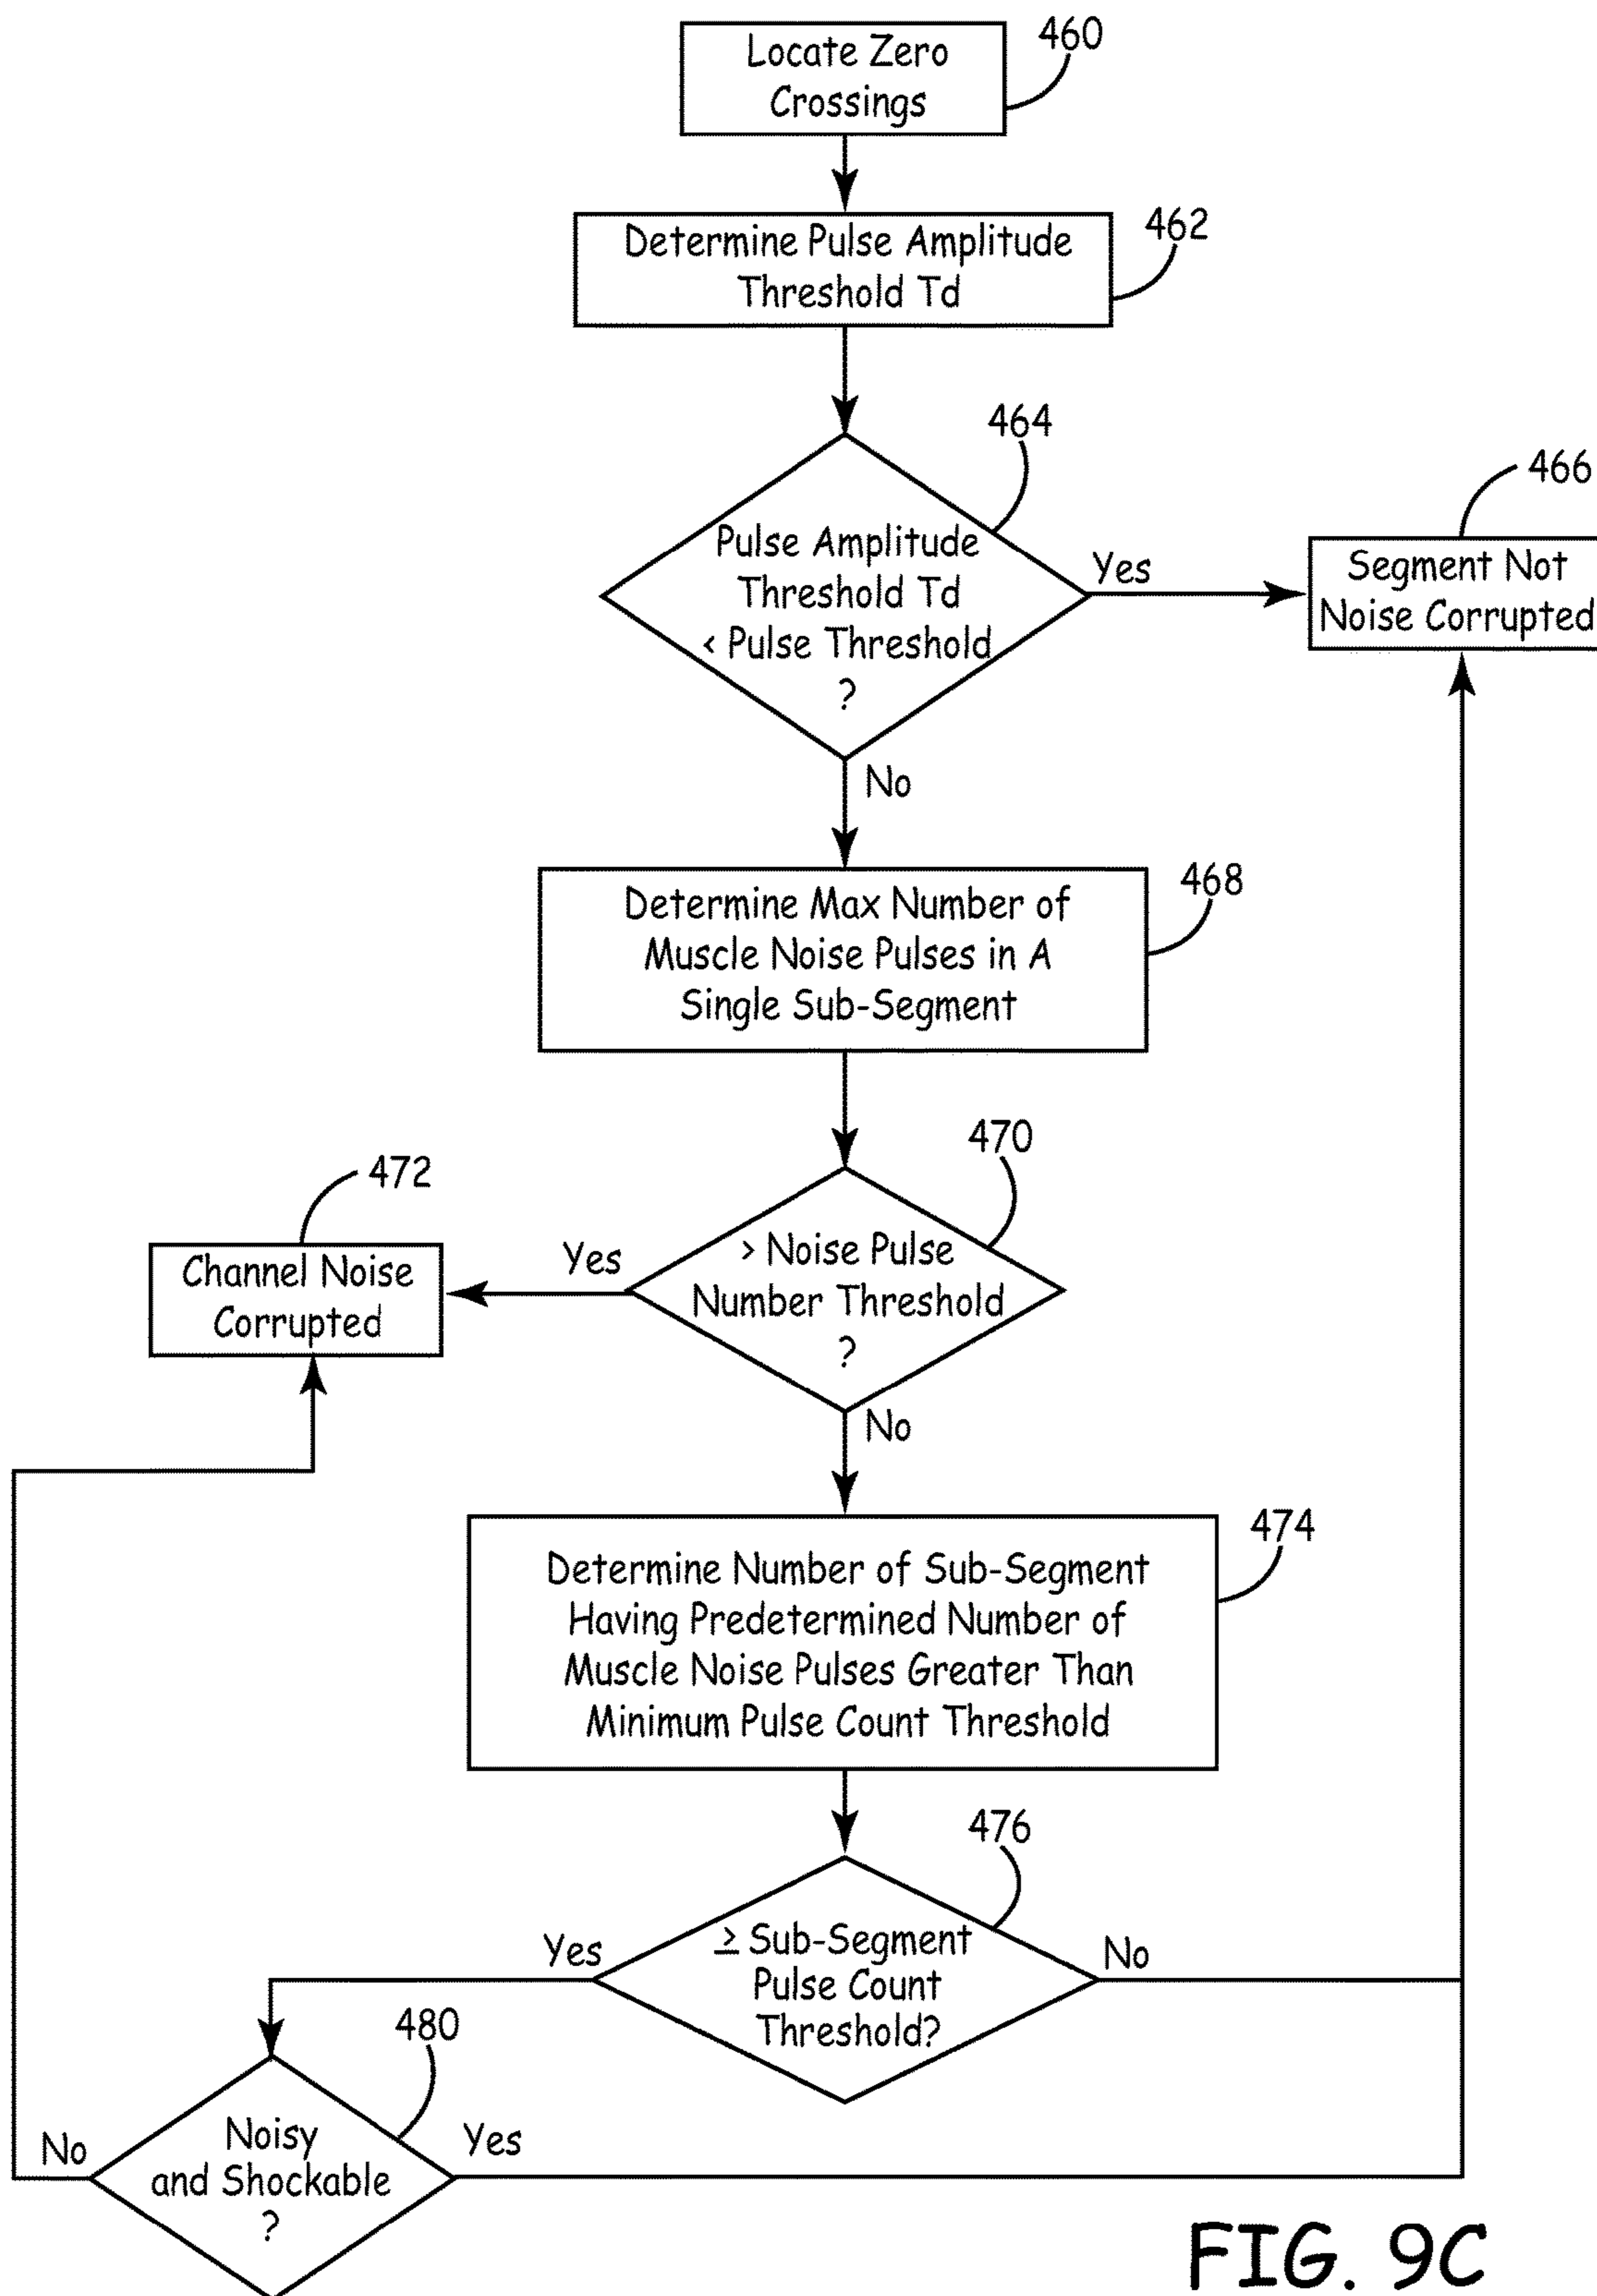 Locate Zero
Crossings
460
Determine Pulse Amplitude
Threshold Td
462
464
Pulse Amplitude
Threshold Td
< Pulse Threshold
?
Yes
466
Segment Not
Noise Corrupted
No
Determine Max Number of
Muscle Noise Pulses in A
Single Sub-Segment
468
470
> Noise Pulse
Number Threshold
?
Yes
472
Channel Noise
Corrupted
No
Determine Number of Sub-Segment
Having Predetermined Number of
Muscle Noise Pulses Greater Than
Minimum Pulse Count Threshold
474
476
≥ Sub-Segment
Pulse Count
Threshold?
Yes
No
480
Noisy
and Shockable
?
No
Yes
FIG. 9C